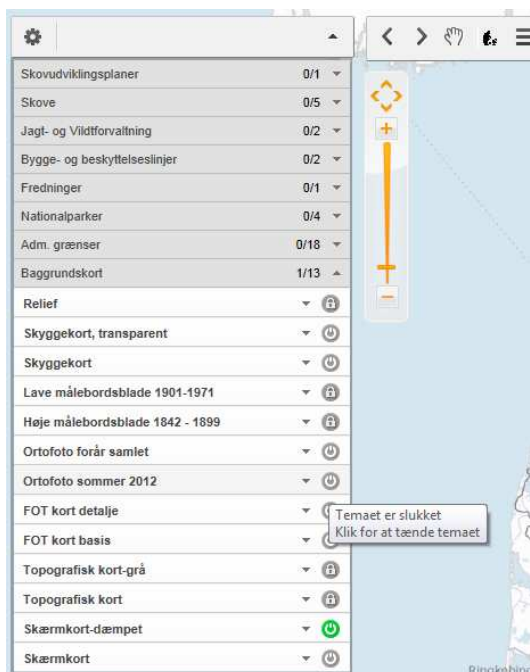 Skovudviklingsplaner 0/1
Skove 0/5
Jagt- og Vildtforvaltning 0/2
Bygge- og beskyttelseslinjer 0/2
Fredninger 0/1
Nationalparker 0/4
Adm. grænser 0/18
Baggrundskort 1/13
Relief
Skyggekort, transparent
Skyggekort
Lave målebordsblade 1901-1971
Høje målebordsblade 1842 - 1899
Ortofoto forår samlet
Ortofoto sommer 2012
FOT kort detalje
Temaet er slukket
Klik for at tænde temaet
FOT kort basis
Topografisk kort-grå
Topografisk kort
Skærmkort-dæmpet
Skærmkort